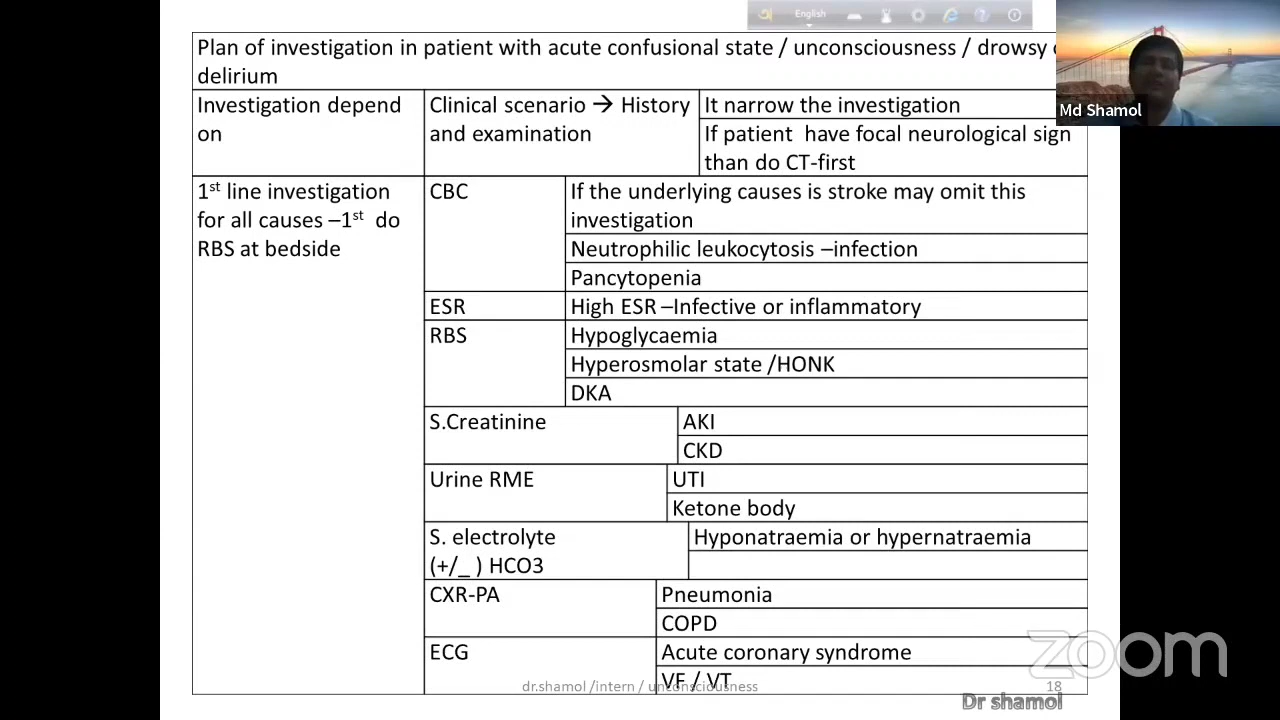 English
Plan of investigation in patient with acute confusional state / unconsciousness / drowsy
delirium
Md Shamol
Investigation depend
on
Clinical scenario → History
and examination
It narrow the investigation
If patient have focal neurological sign
than do CT-first
1st line investigation
for all causes –1st do
RBS at bedside
CBC
If the underlying causes is stroke may omit this
investigation
Neutrophilic leukocytosis –infection
Pancytopenia
ESR
High ESR –Infective or inflammatory
RBS
Hypoglycaemia
Hyperosmolar state /HONK
DKA
S.Creatinine
AKI
CKD
Urine RME
UTI
Ketone body
S. electrolyte
(+/_ ) HCO3
Hyponatraemia or hypernatraemia
CXR-PA
Pneumonia
COPD
ECG
Acute coronary syndrome
VF / VT
dr.shamol /intern / unconsciousness
18
zoom
Dr shamol